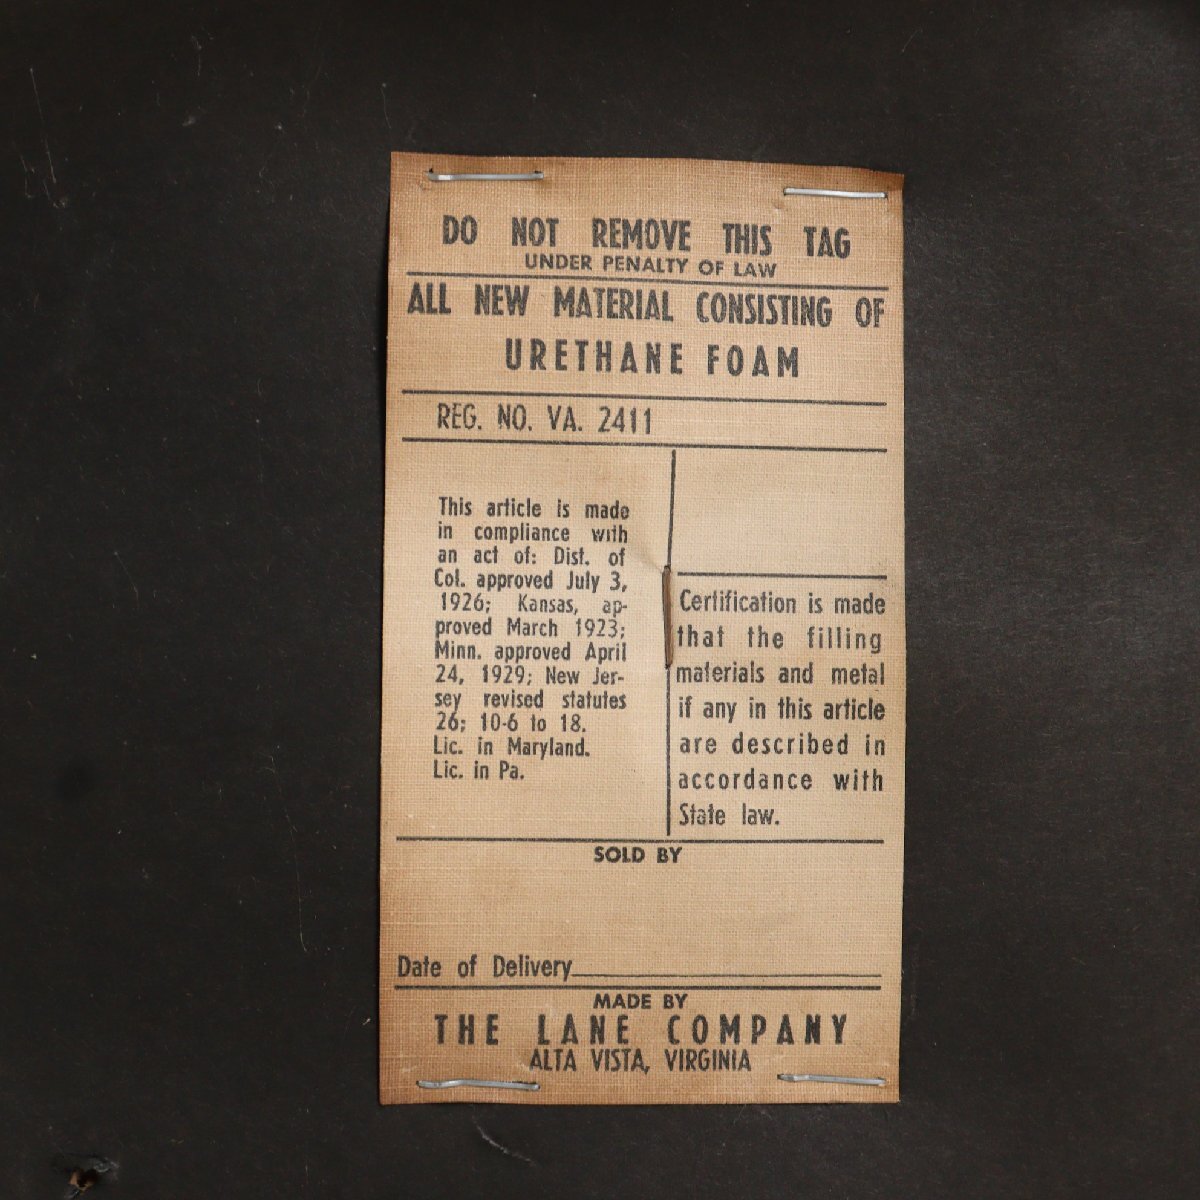 DO NOT REMOVE THIS TAG
UNDER PENALTY OF LAW
ALL NEW MATERIAL CONSISTING OF
URETHANE FOAM
REG. NO. VA. 2411
This article is made
in compliance with
an act of: Dist. of
Col. approved July 3,
1926; Kansas, ap-
proved March 1923;
Minn. approved April
24, 1929; New Jer-
sey revised statutes
26; 10-6 to 18.
Lic. in Maryland.
Lic. in Pa.
Certification is made
that the filling
materials and metal
if any in this article
are described in
accordance with
State law.
SOLD BY
Date of Delivery
MADE BY
THE LANE COMPANY
ALTA VISTA, VIRGINIA